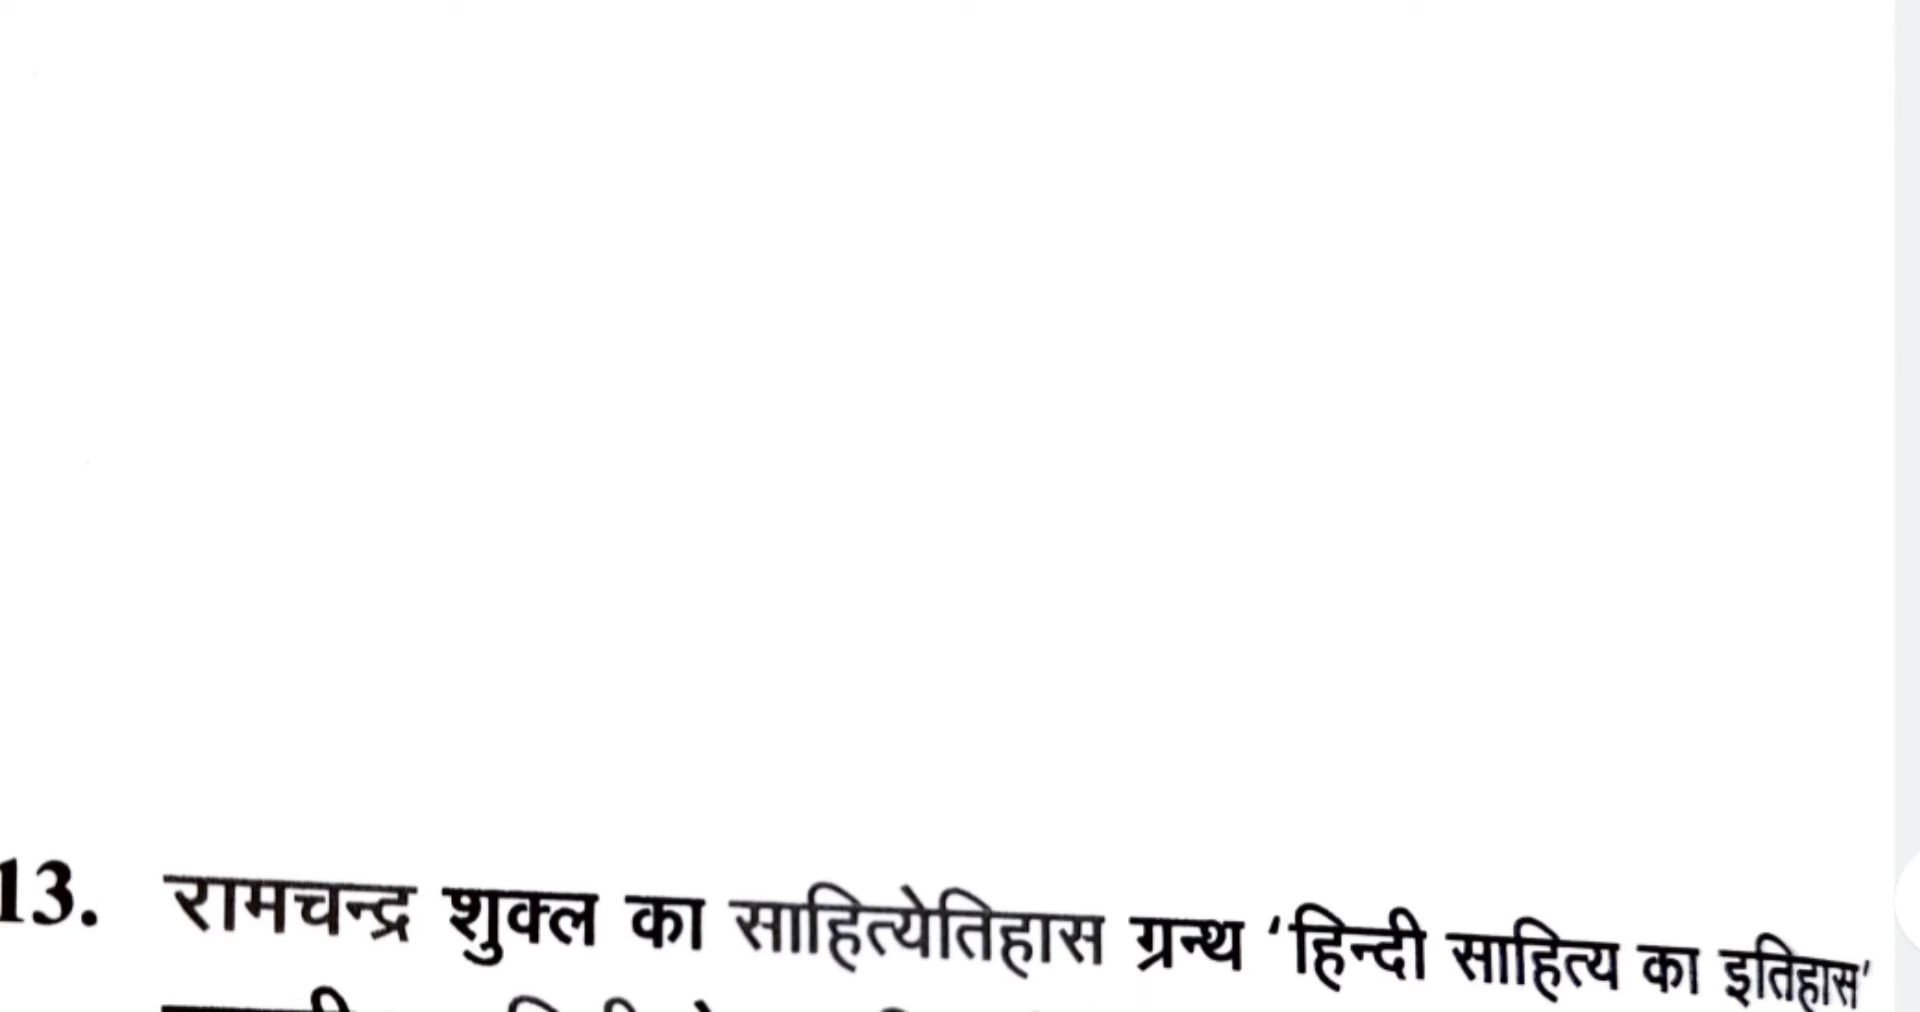 13. रामचन्द्र शुक्ल का साहित्येतिहास ग्रन्थ ‘हिन्दी साहित्य का इतिहास’